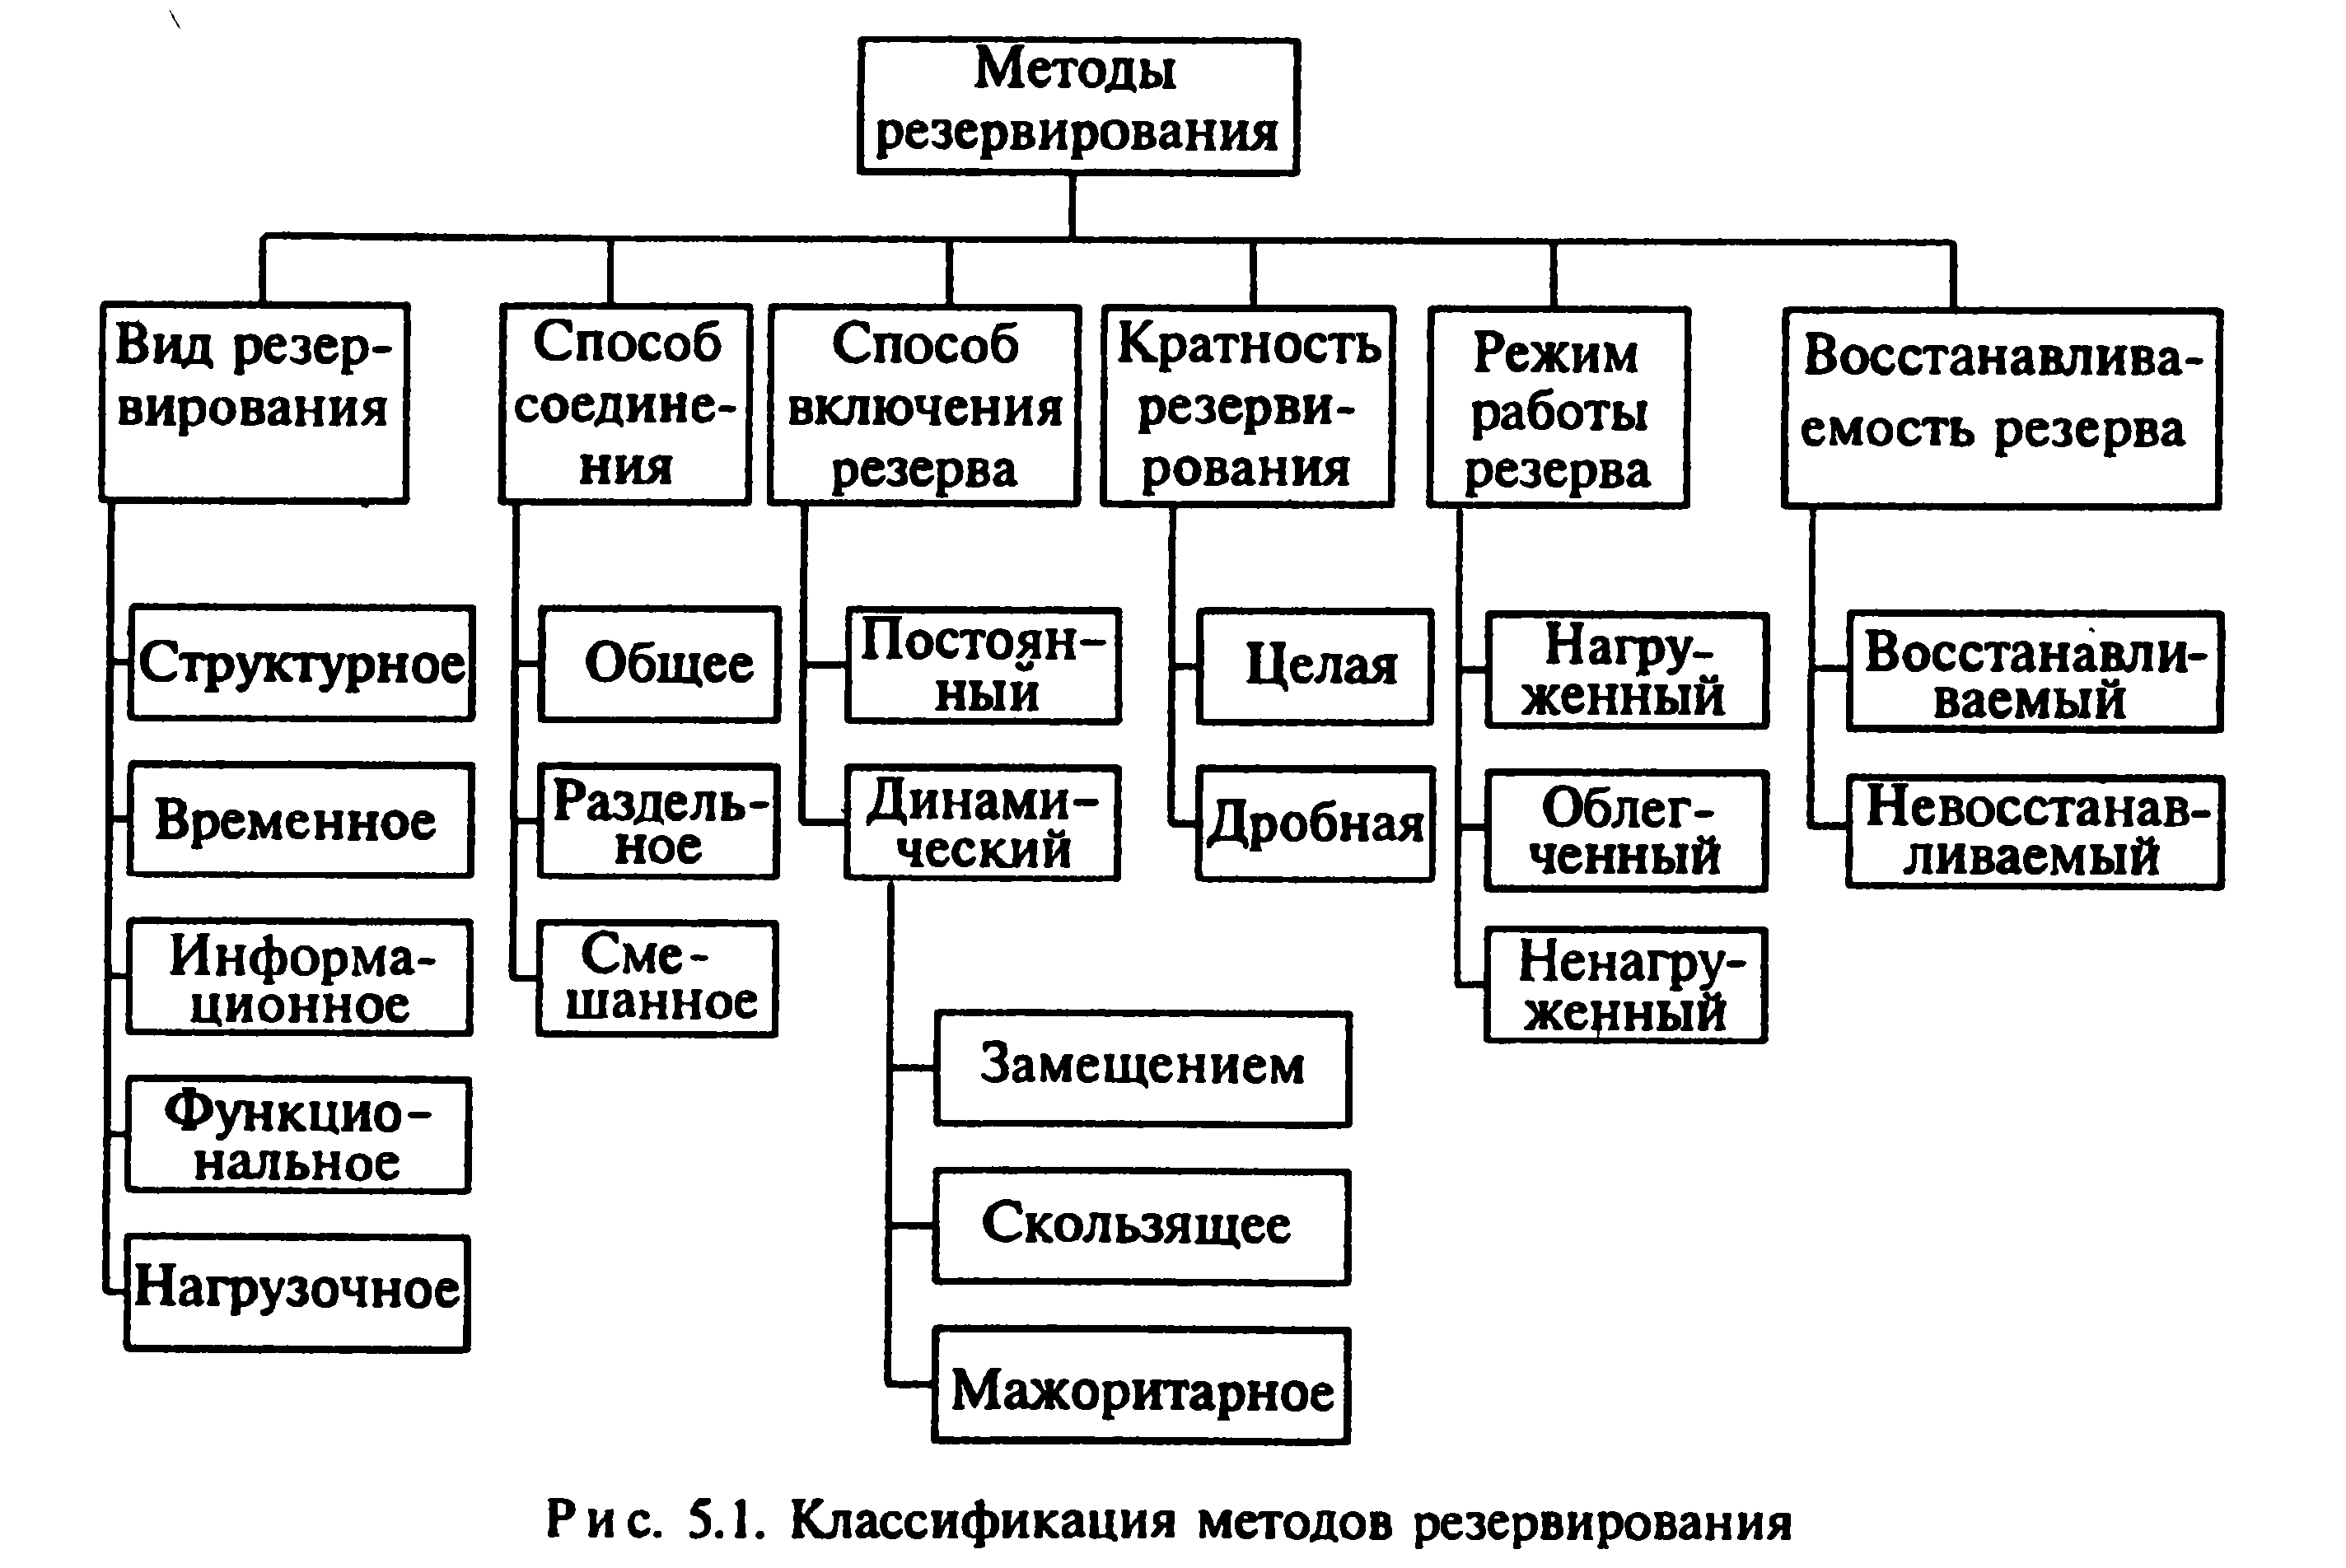 Методы
резервирования
Вид резер-
вирования
Способ
соедине-
ния
Способ
включения
резерва
Кратность
резерви-
рования
Режим
работы
резерва
Восстанавлива-
емость резерва
Структурное
Временное
Информа-
ционное
Функцио-
нальное
Нагрузочное
Общее
Раздель-
ное
Сме-
шанное
Постоян-
ный
Динами-
ческий
Замещением
Скользящее
Мажоритарное
Целая
Дробная
Нагру-
женный
Облег-
ченный
Ненагру-
женный
Восстанавли-
ваемый
Невосстанав-
ливаемый
Рис. 5.1. Классификация методов резервирования